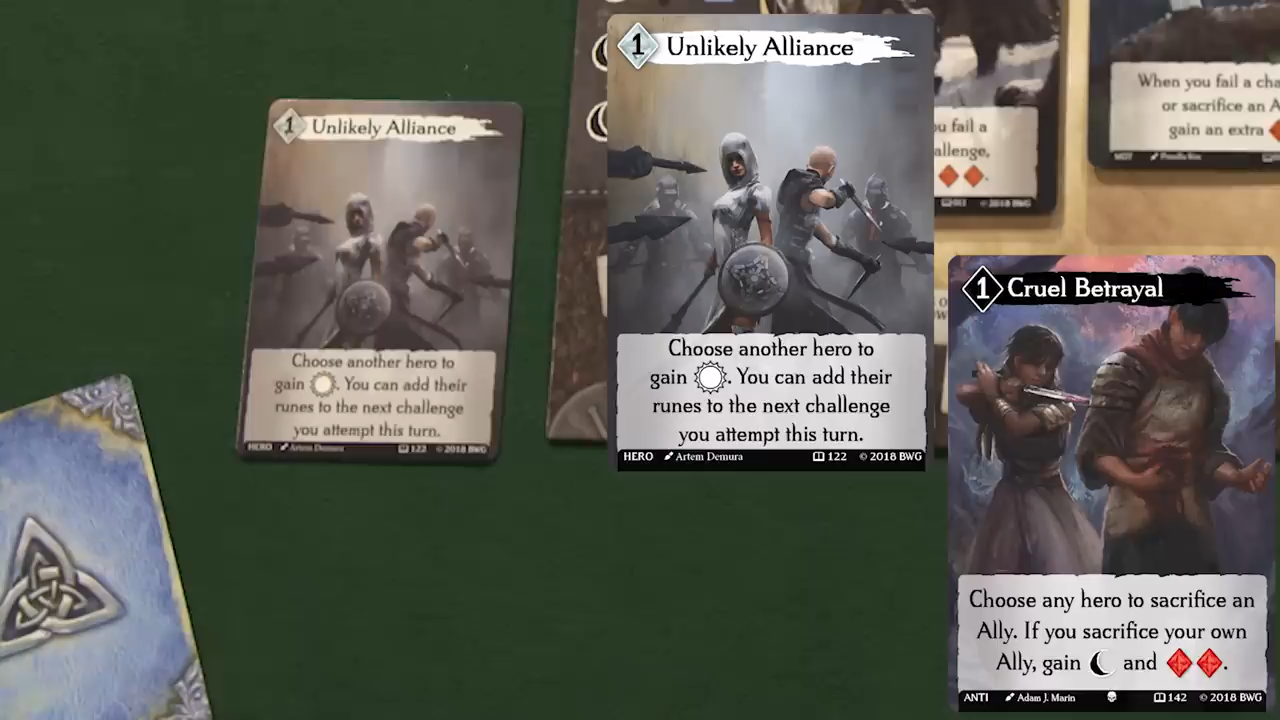 1 Unlikely Alliance
Choose another hero to
gain . You can add their
runes to the next challenge
you attempt this turn.
HERO Artem Demura 122 © 2018 BWG
1 Unlikely Alliance
Choose another hero to
gain . You can add their
runes to the next challenge
you attempt this turn.
HERO Artem Demura 122 © 2018 BWG
u fail a
allenge,
© 2018 BWG
When you fail a cha
or sacrifice an A
gain an extra
1 Cruel Betrayal
Choose any hero to sacrifice an
Ally. If you sacrifice your own
Ally, gain and .
ANTI Adam J. Marin 142 © 2018 BWG